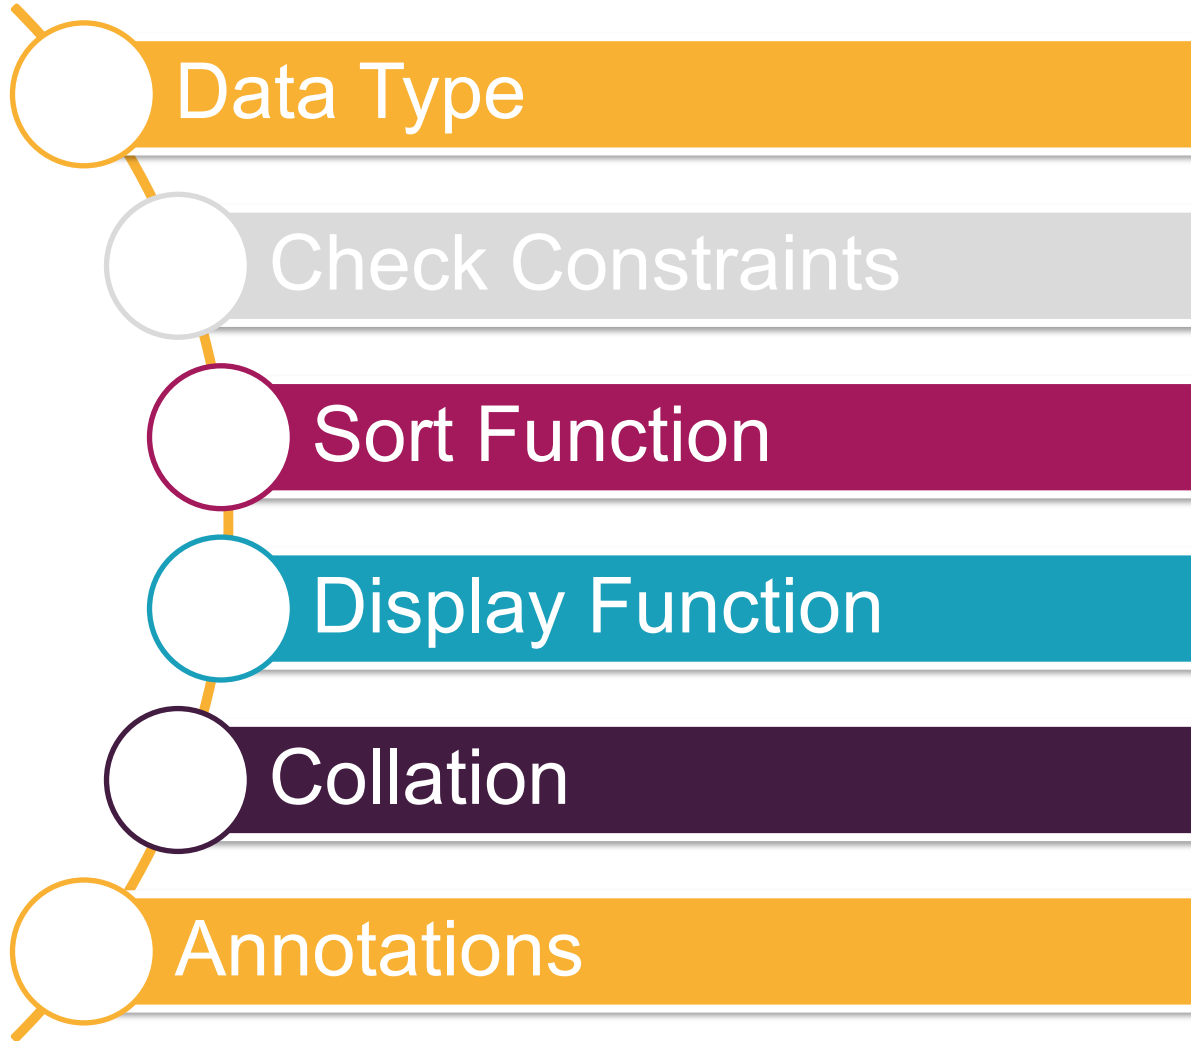 Data Type
Check Constraints
Sort Function
Display Function
Collation
Annotations